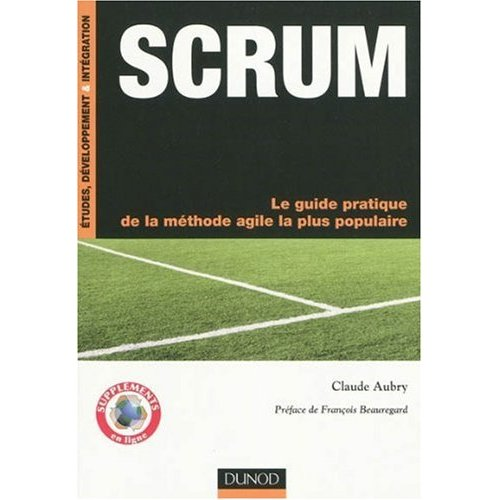 ÉTUDES, DÉVELOPPEMENT & INTÉGRATION
SCRUM
Le guide pratique
de la méthode agile la plus populaire
Claude Aubry
Préface de François Beauregard
SUPPLÉMENTS
en ligne
DUNOD